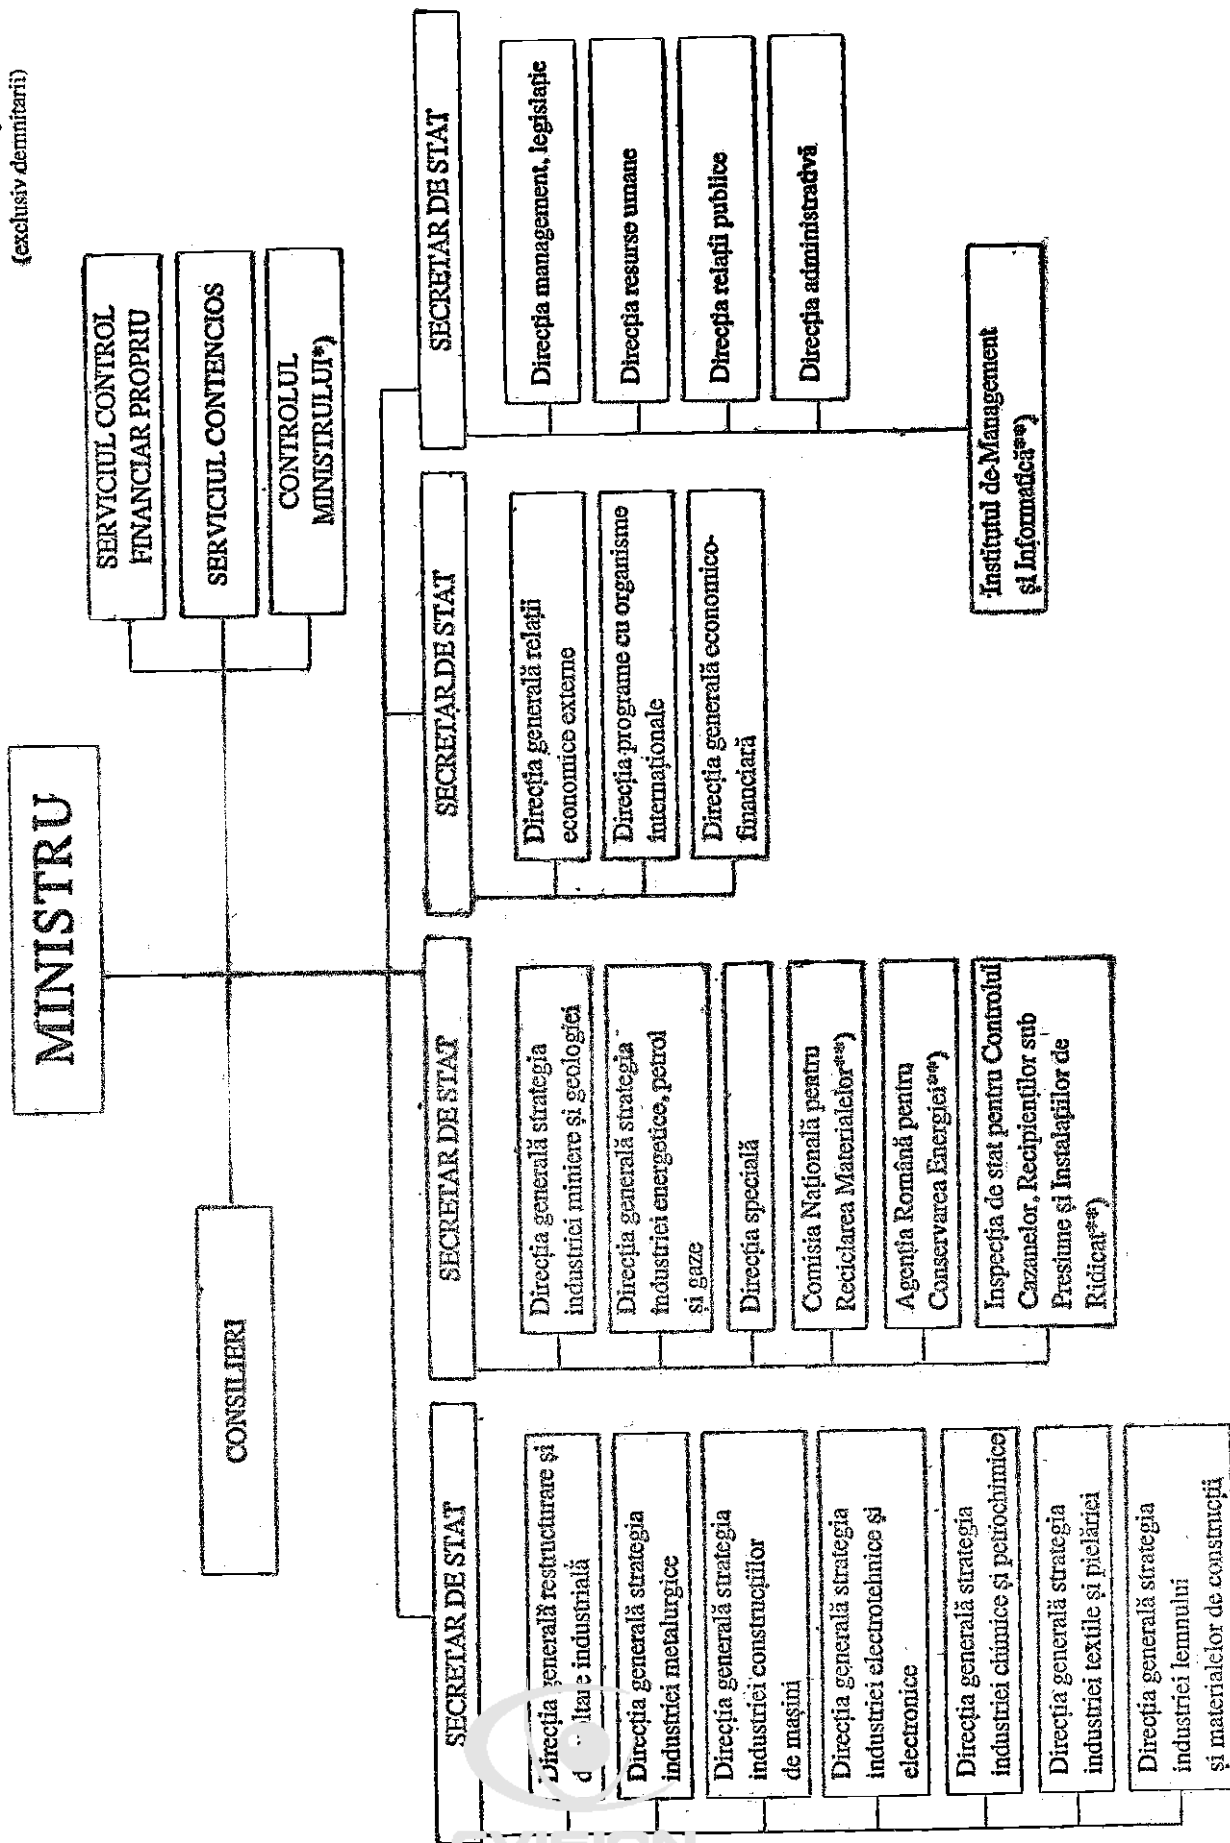 (exclusiv demnitarii)
MINISTRU
CONSILIERI
SERVICIUL CONTROL
FINANCIAR PROPRIU
SERVICIUL CONTENCIOS
CONTROLUL
MINISTRULUI*)
SECRETAR DE STAT
Direcția generală restructurare și
industrială
Direcția generală strategia
industriei metalurgice
Direcția generală strategia
industriei construcțiilor
de mașini
Direcția generală strategia
industriei electrotehnice și
electronice
Direcția generală strategia
industriei chimice și petrochimice
Direcția generală strategia
industriei textile și pielăriei
Direcția generală strategia
industriei lemnului
și materialelor de construcții
SECRETAR DE STAT
Direcția generală strategia
industriei miniere și geologiei
Direcția generală strategia
industriei energetice, petrol
și gaze
Direcția specială
Comisia Națională pentru
Reciclarea Materialelor**)
Agenția Română pentru
Conservarea Energiei**)
Inspecția de stat pentru Controlul
Cazanelor, Recipienților sub
Presiune și Instalațiilor de
Ridicat**)
SECRETAR DE STAT
Direcția generală relații
economice externe
Direcția programe cu organisme
internaționale
Direcția generală economico-
financiară
SECRETAR DE STAT
Direcția management, legislație
Direcția resurse umane
Direcția relații publice
Direcția administrativă
Institutul de Management
și Informatică**)